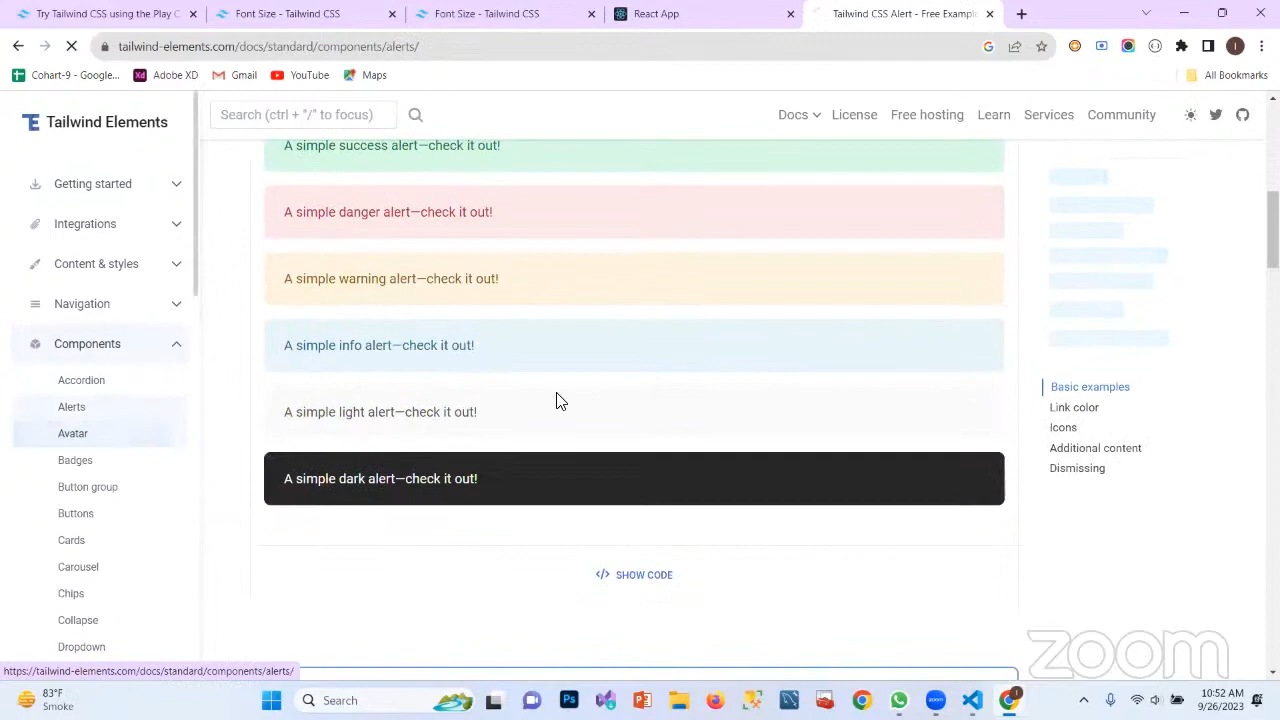 Try Tailwind CSS using the Play C
Font Size - Tailwind CSS
Font Size - Tailwind CSS
React App
Tailwind CSS Alert - Free Example
tailwind-elements.com/docs/standard/components/alerts/
Cohart-9 - Google...
Adobe XD
Gmail
YouTube
Maps
All Bookmarks
Tailwind Elements
Search (ctrl + "/" to focus)
Docs
License
Free hosting
Learn
Services
Community
Getting started
Integrations
Content & styles
Navigation
Components
Accordion
Alerts
Avatar
Badges
Button group
Buttons
Cards
Carousel
Chips
Collapse
Dropdown
A simple success alert—check it out!
A simple danger alert—check it out!
A simple warning alert—check it out!
A simple info alert—check it out!
A simple light alert—check it out!
A simple dark alert—check it out!
</> SHOW CODE
Basic examples
Link color
Icons
Additional content
Dismissing
zoom
https://tailwind-elements.com/docs/standard/components/alerts/
83°F
Smoke
Search
10:52 AM
9/26/2023